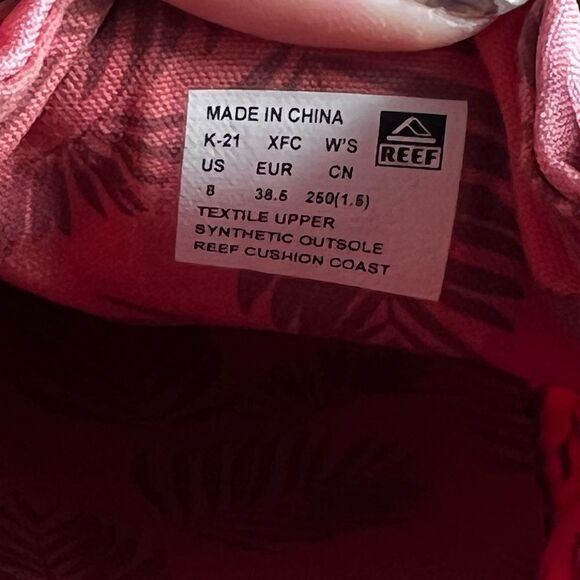 MADE IN CHINA
K-21 XFC W'S
US EUR CN
8 38.5 250(1.5)
TEXTILE UPPER
SYNTHETIC OUTSOLE
REEF CUSHION COAST
REEF